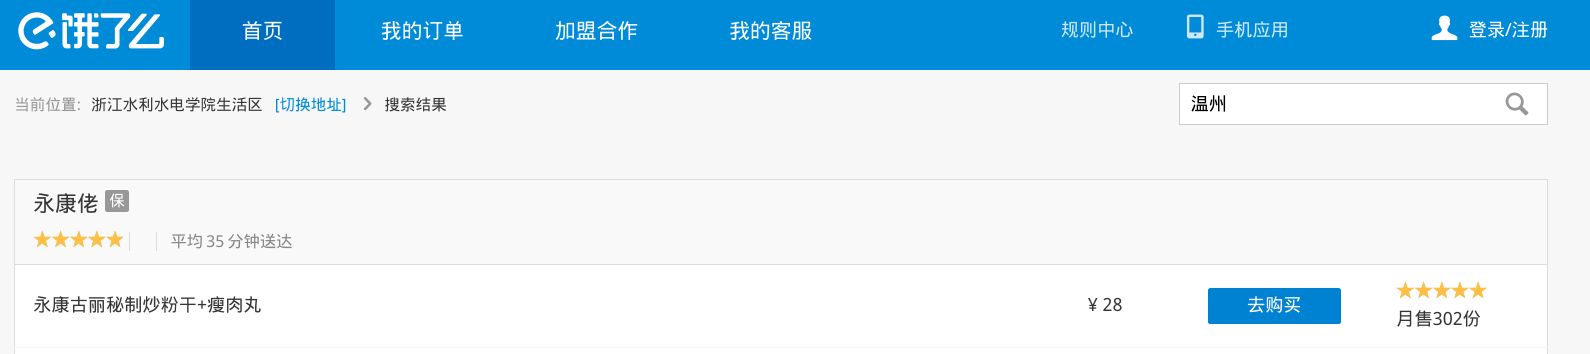 饿了么 首页 我的订单 加盟合作 我的客服 规则中心 手机应用 登录/注册
当前位置: 浙江水利水电学院生活区 [切换地址] 搜索结果 温州
永康佬 保
平均 35 分钟送达
永康古丽秘制炒粉干+瘦肉丸 ¥ 28 去购买
月售302份